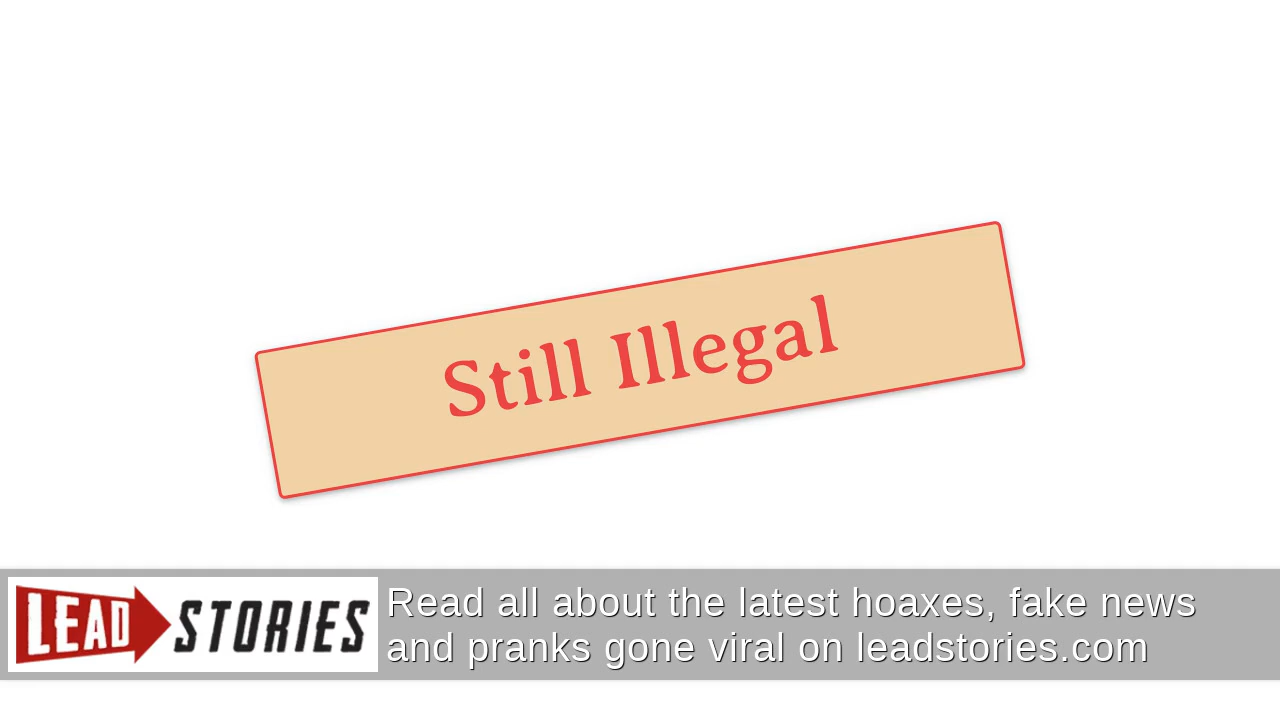 Still Illegal
LEAD STORIES
Read all about the latest hoaxes, fake news
and pranks gone viral on leadstories.com